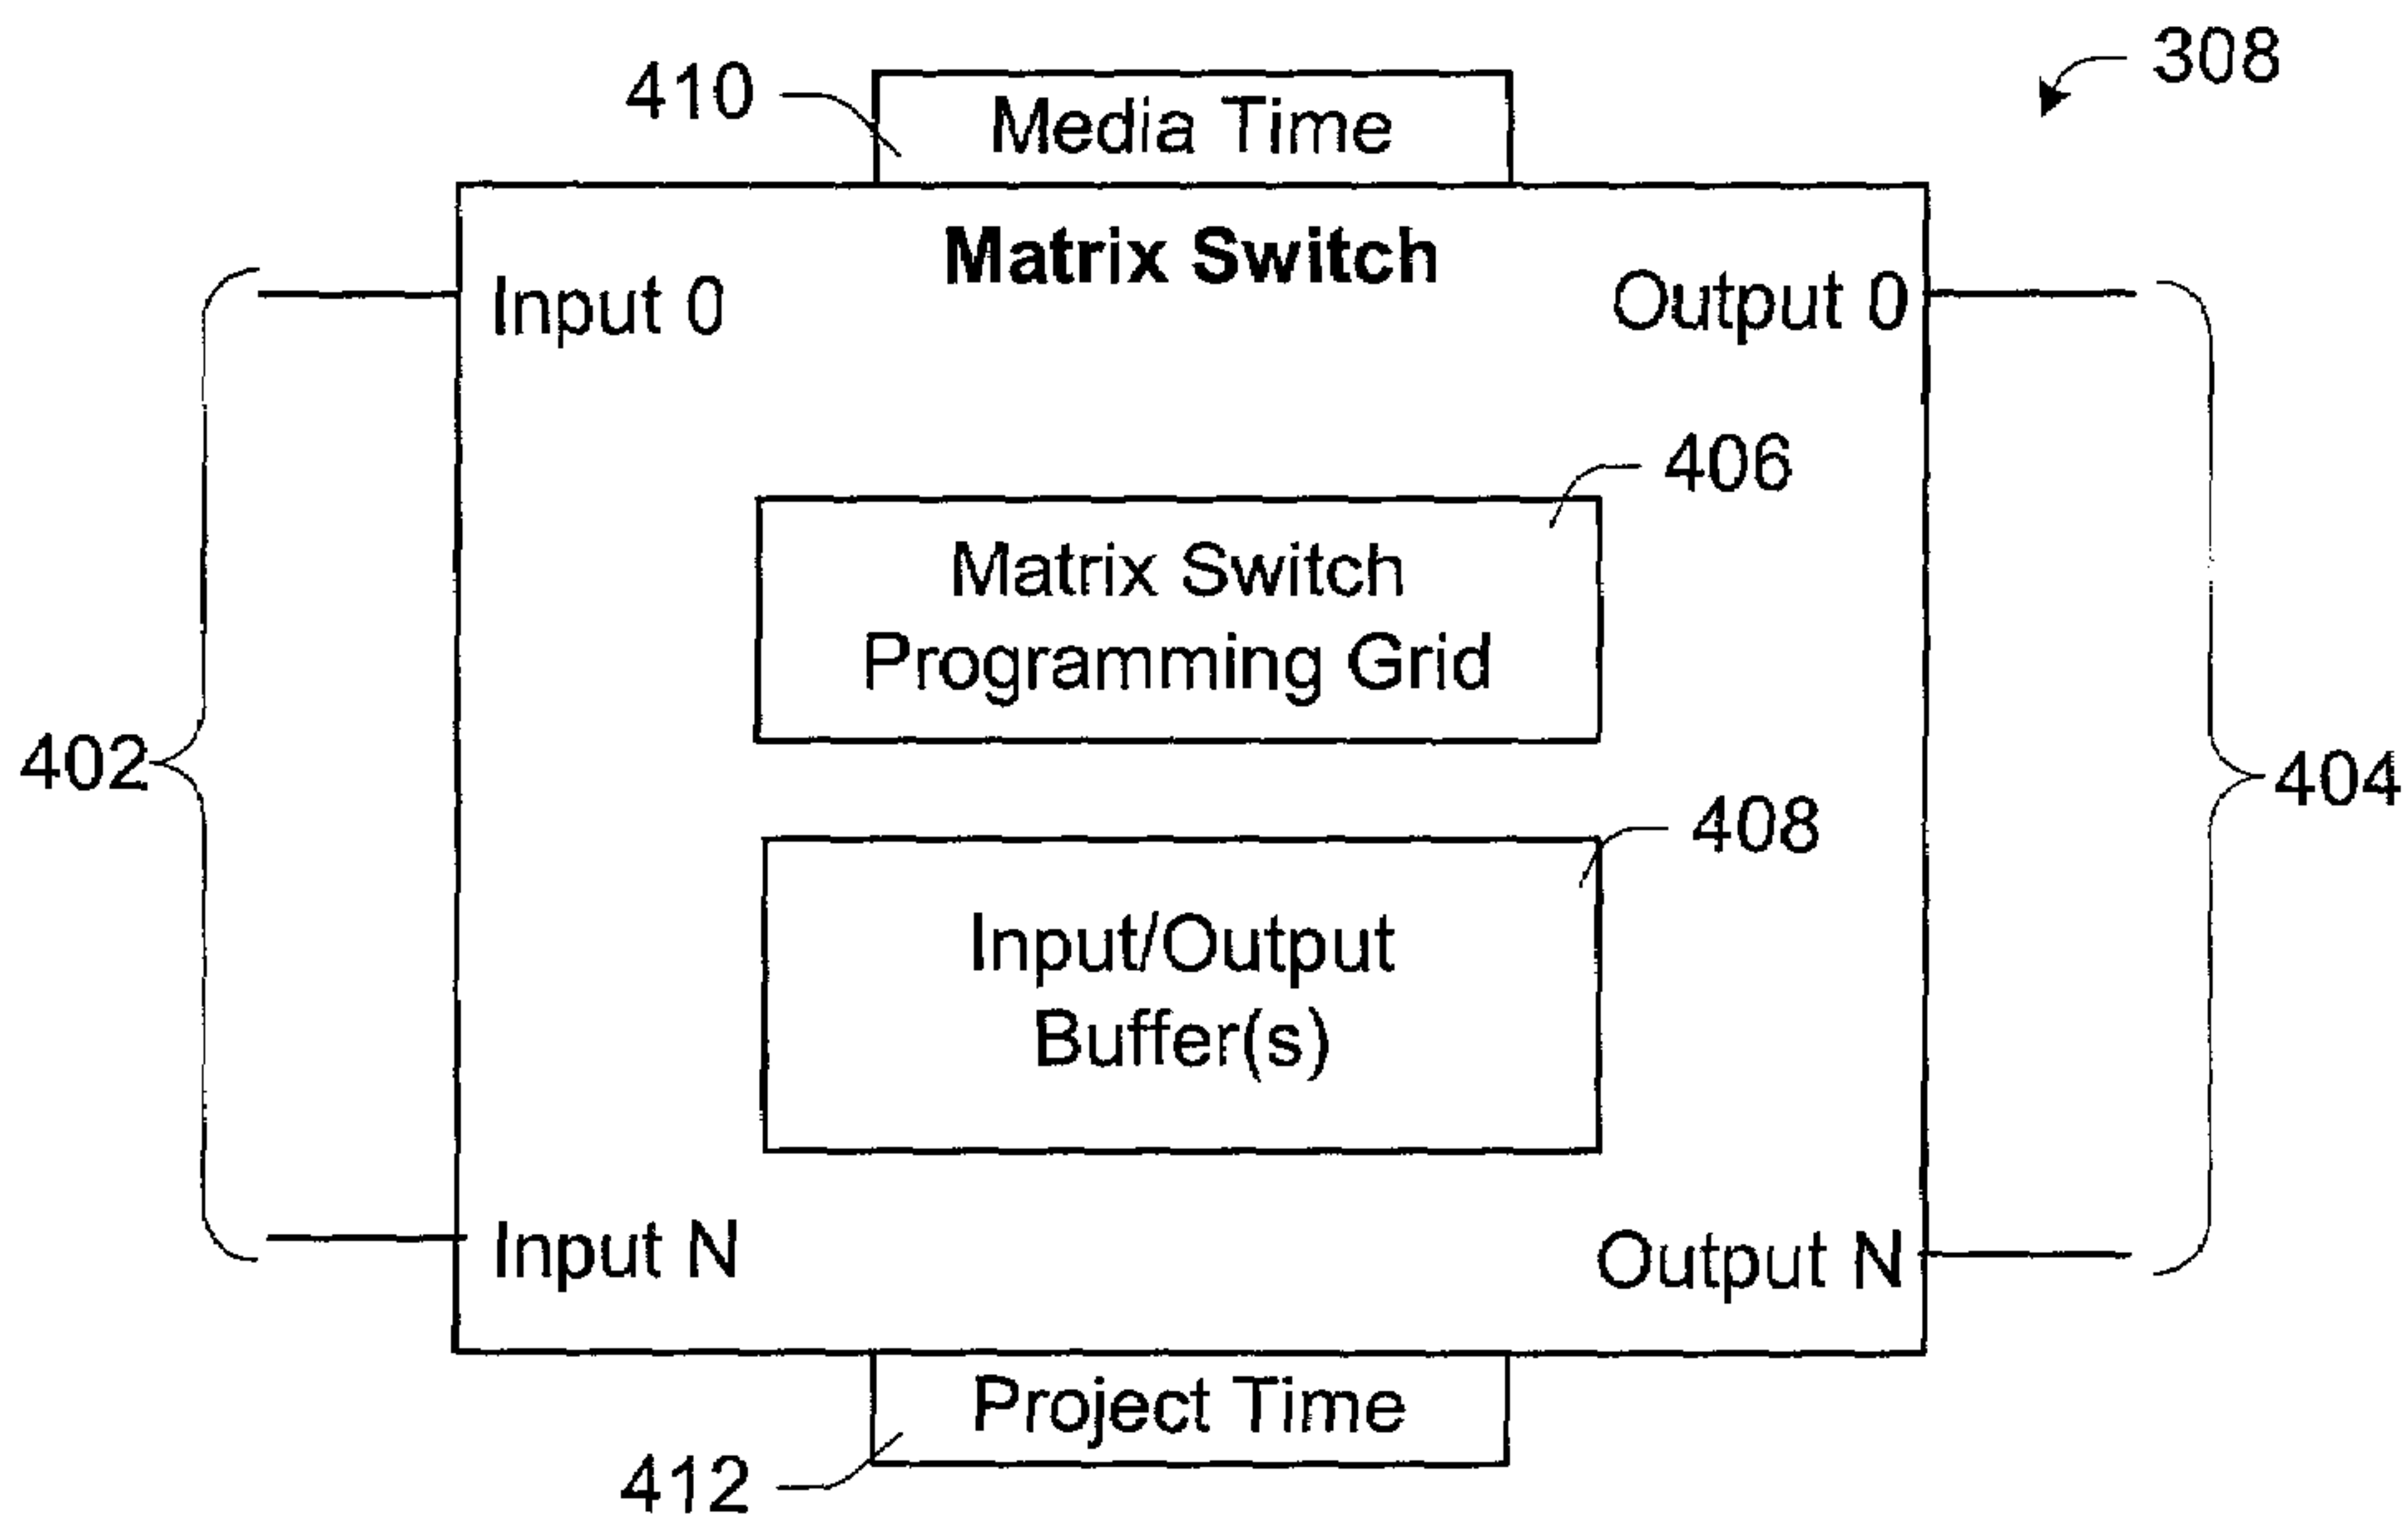 308
410
Media Time
Matrix Switch
Input 0
Output 0
406
Matrix Switch
Programming Grid
402
404
408
Input/Output
Buffer(s)
Input N
Output N
Project Time
412